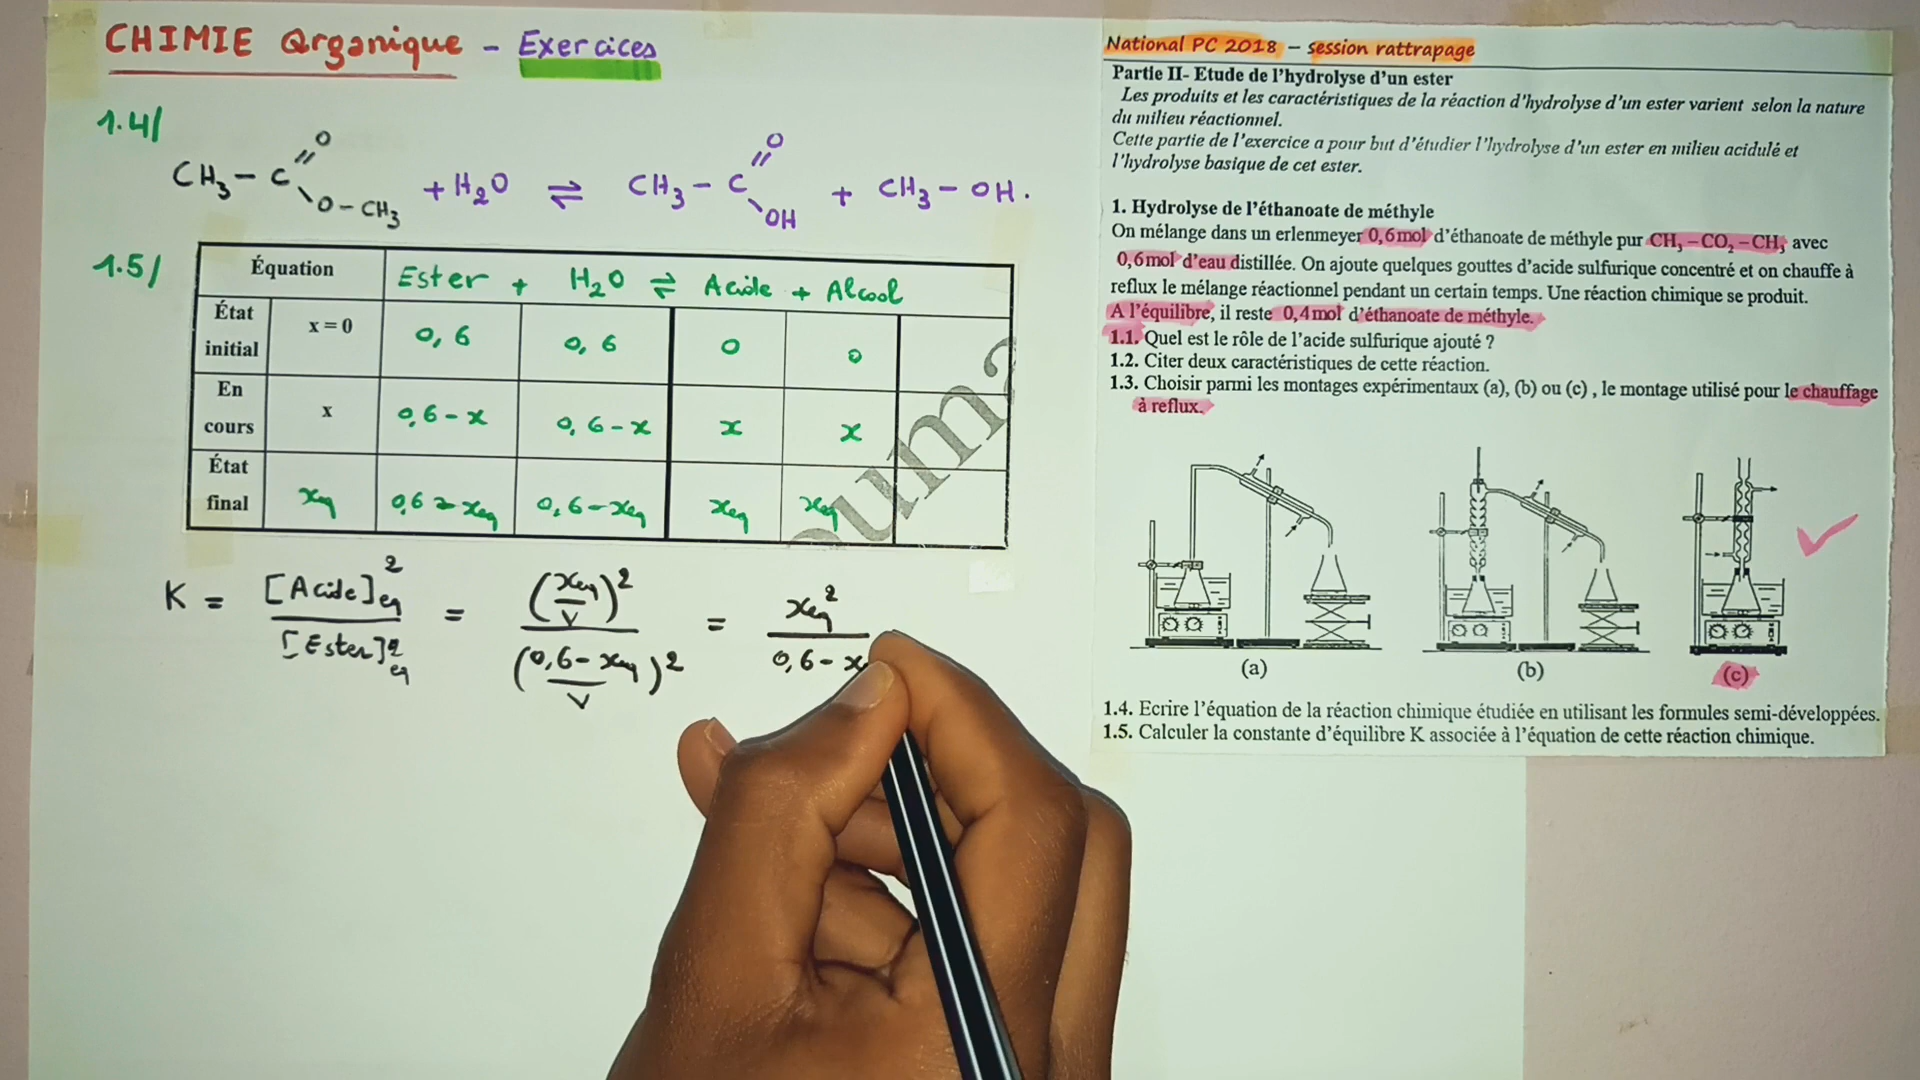 CHIMIE Organique - Exercices
1.4/
CH3 - C O + H2O ⇌ CH3 - C O + CH3 - OH.
O - CH3 OH
1.5/
Équation Ester + H2O ⇌ Acide + Alcool
État initial x = 0 0,6 0,6 0 0
En cours x 0,6 - x 0,6 - x x x
État final xeq 0,6 - xeq 0,6 - xeq xeq xeq
K = [Acide]²eq / [Ester]²eq = (xeq/V)² / (0,6 - xeq/V)² = xeq² / 0,6 - x
National PC 2018 – session rattrapage
Partie II- Etude de l’hydrolyse d’un ester
Les produits et les caractéristiques de la réaction d’hydrolyse d’un ester varient selon la nature
du milieu réactionnel.
Cette partie de l’exercice a pour but d’étudier l’hydrolyse d’un ester en milieu acidulé et
l’hydrolyse basique de cet ester.
1. Hydrolyse de l’éthanoate de méthyle
On mélange dans un erlenmeyer 0,6mol d’éthanoate de méthyle pur CH3 – CO2 – CH3 avec
0,6mol d’eau distillée. On ajoute quelques gouttes d’acide sulfurique concentré et on chauffe à
reflux le mélange réactionnel pendant un certain temps. Une réaction chimique se produit.
A l’équilibre, il reste 0,4mol d’éthanoate de méthyle.
1.1. Quel est le rôle de l’acide sulfurique ajouté ?
1.2. Citer deux caractéristiques de cette réaction.
1.3. Choisir parmi les montages expérimentaux (a), (b) ou (c) , le montage utilisé pour le chauffage
à reflux.
(a) (b) (c)
1.4. Ecrire l’équation de la réaction chimique étudiée en utilisant les formules semi-développées.
1.5. Calculer la constante d’équilibre K associée à l’équation de cette réaction chimique.